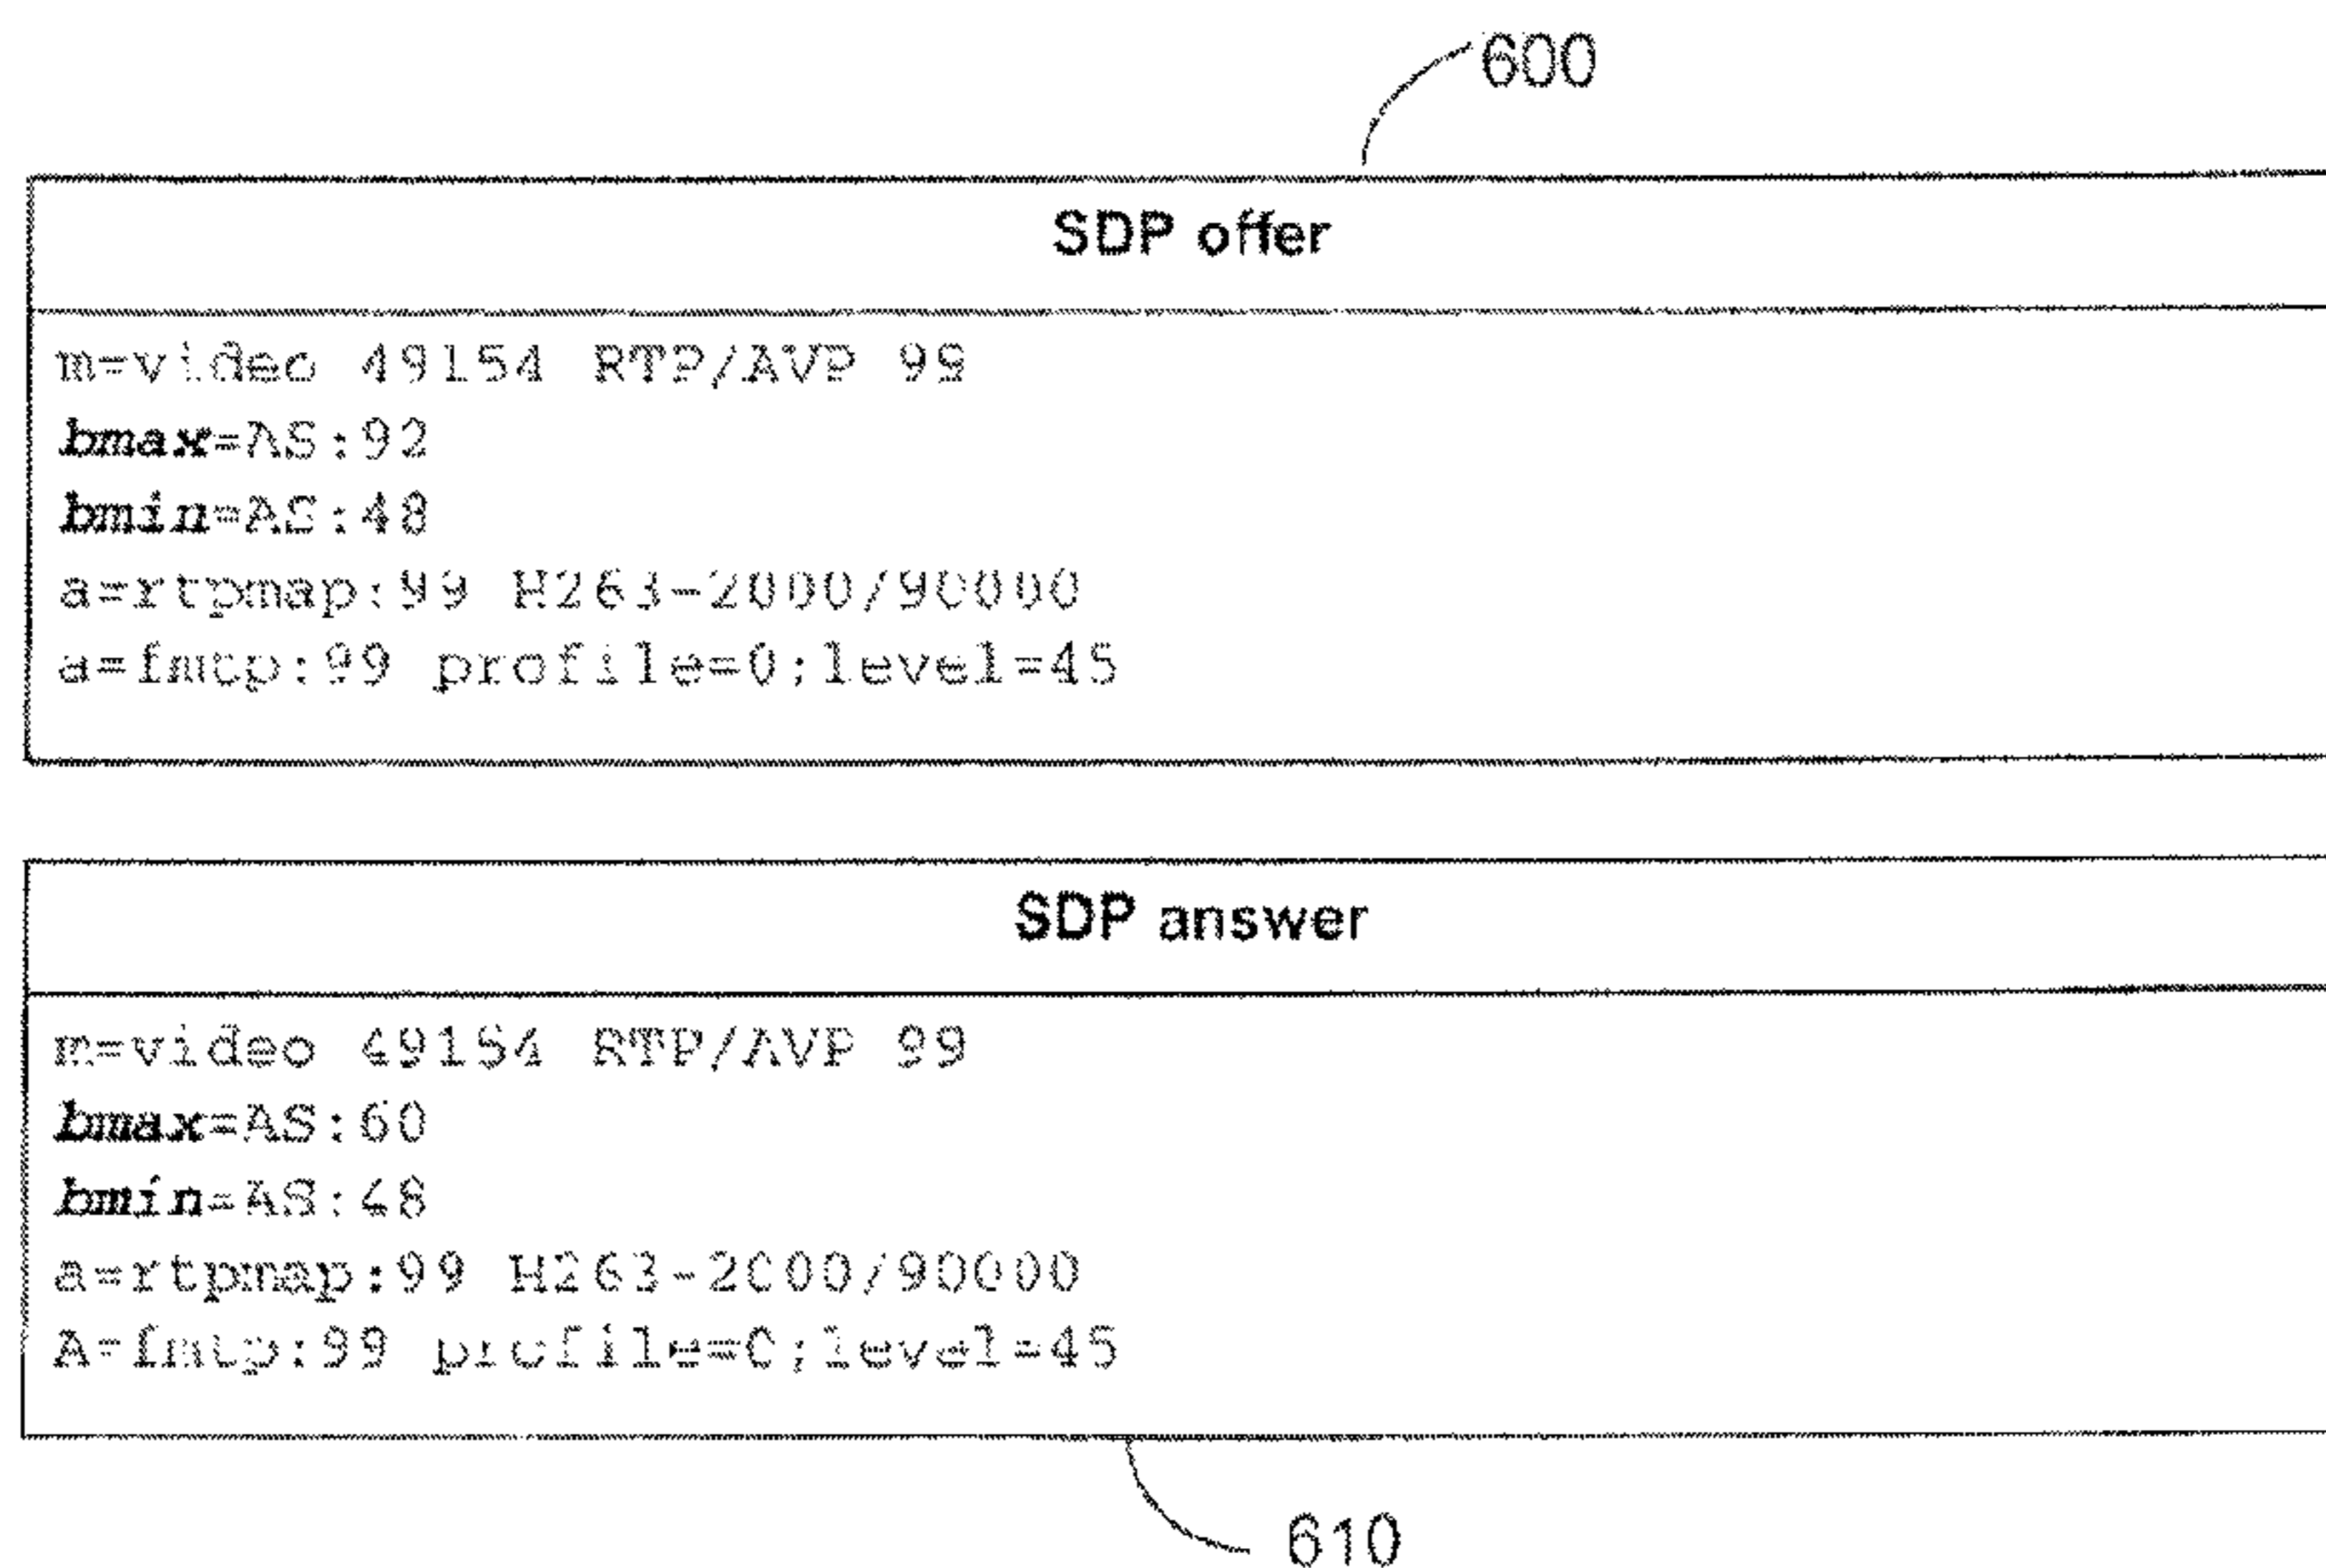 600
SDP offer
m=video 49154 RTP/AVP 99
bmax=AS:92
bmin=AS:48
a=rtpmap:99 H263-2000/90000
a=fmtp:99 profile=0;level=45
SDP answer
m=video 49154 RTP/AVP 99
bmax=AS:60
bmin=AS:48
a=rtpmap:99 H263-2000/90000
A=fmtp:99 profile=0;level=45
610